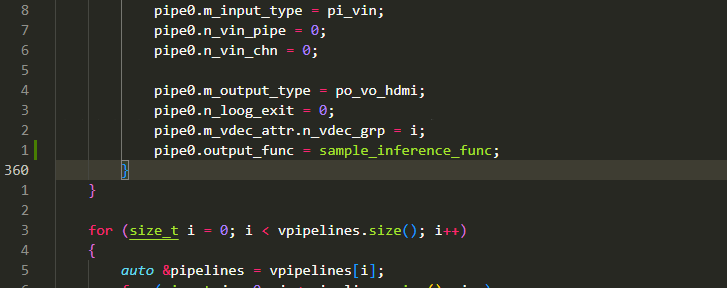 8 pipe0.m_input_type = pi_vin;
7 pipe0.n_vin_pipe = 0;
6 pipe0.n_vin_chn = 0;
5
4 pipe0.m_output_type = po_vo_hdmi;
3 pipe0.n_loog_exit = 0;
2 pipe0.m_vdec_attr.n_vdec_grp = i;
1 pipe0.output_func = sample_inference_func;
360 }
1 }
2
3 for (size_t i = 0; i < vpipelines.size(); i++)
4 {
5 auto &pipelines = vpipelines[i];